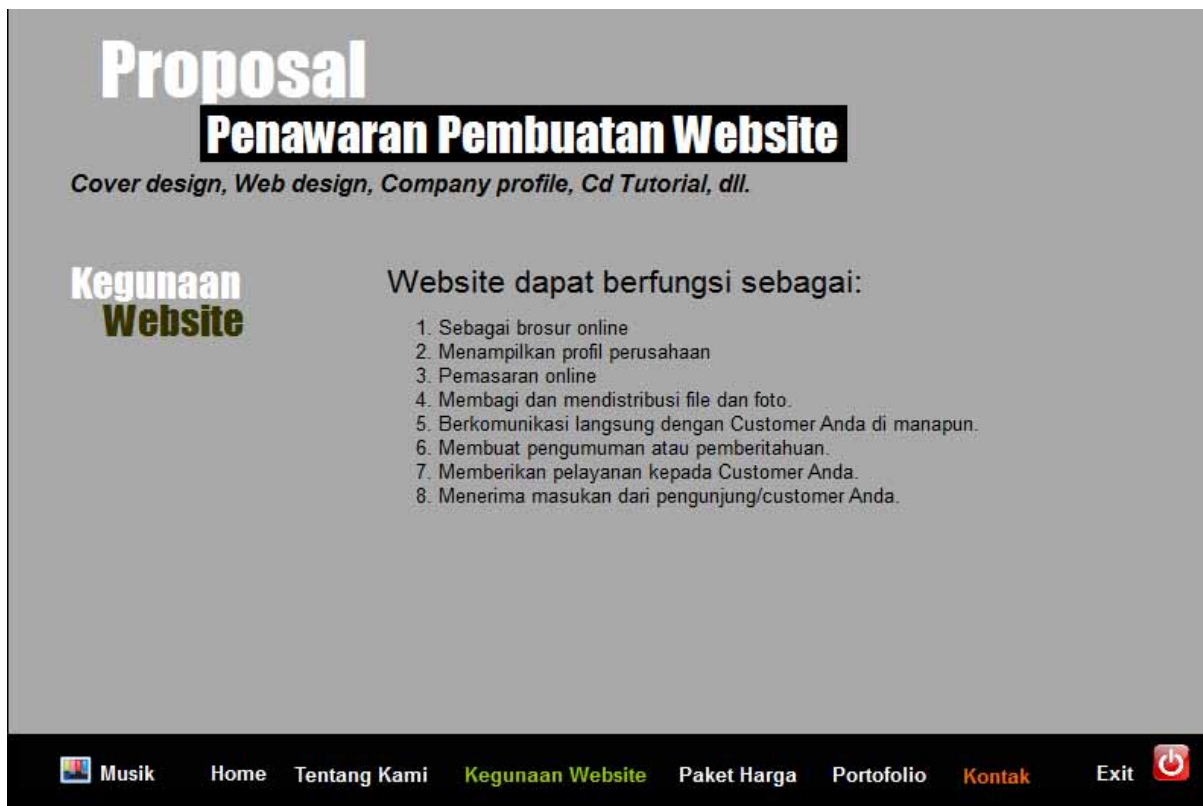 Proposal
Penawaran Pembuatan Website
Cover design, Web design, Company profile, Cd Tutorial, dll.
Kegunaan
Website
Website dapat berfungsi sebagai:
1. Sebagai brosur online
2. Menampilkan profil perusahaan
3. Pemasaran online
4. Membagi dan mendistribusi file dan foto.
5. Berkomunikasi langsung dengan Customer Anda di manapun.
6. Membuat pengumuman atau pemberitahuan.
7. Memberikan pelayanan kepada Customer Anda.
8. Menerima masukan dari pengunjung/customer Anda.
Musik Home Tentang Kami Kegunaan Website Paket Harga Portofolio Kontak Exit